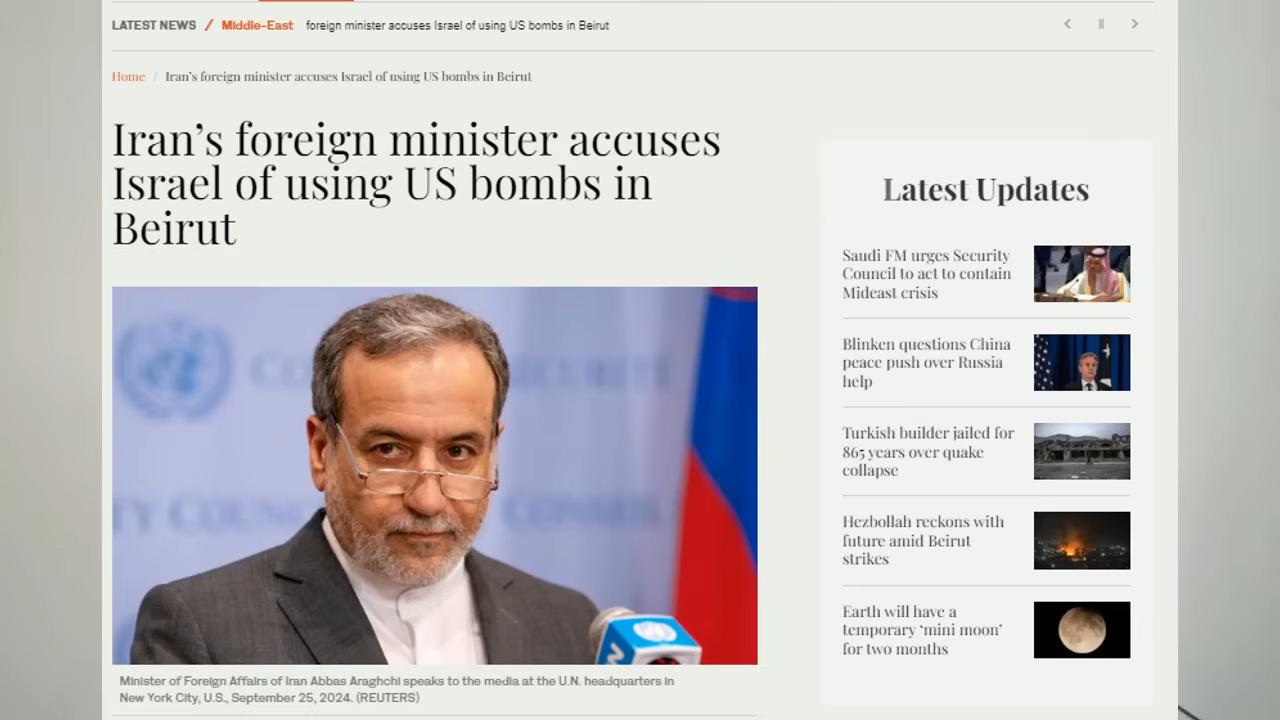 LATEST NEWS / Middle-East foreign minister accuses Israel of using US bombs in Beirut
Home / Iran's foreign minister accuses Israel of using US bombs in Beirut
Iran's foreign minister accuses
Israel of using US bombs in
Beirut
Minister of Foreign Affairs of Iran Abbas Araghchi speaks to the media at the U.N. headquarters in
New York City, U.S., September 25, 2024. (REUTERS)
Latest Updates
Saudi FM urges Security
Council to act to contain
Mideast crisis
Blinken questions China
peace push over Russia
help
Turkish builder jailed for
865 years over quake
collapse
Hezbollah reckons with
future amid Beirut
strikes
Earth will have a
temporary ‘mini moon’
for two months